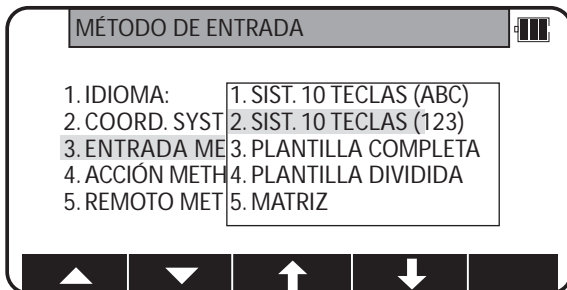 MÉTODO DE ENTRADA
1. IDIOMA:
2. COORD. SYST
3. ENTRADA ME
4. ACCIÓN METH
5. REMOTO MET
1. SIST. 10 TECLAS (ABC)
2. SIST. 10 TECLAS (123)
3. PLANTILLA COMPLETA
4. PLANTILLA DIVIDIDA
5. MATRIZ